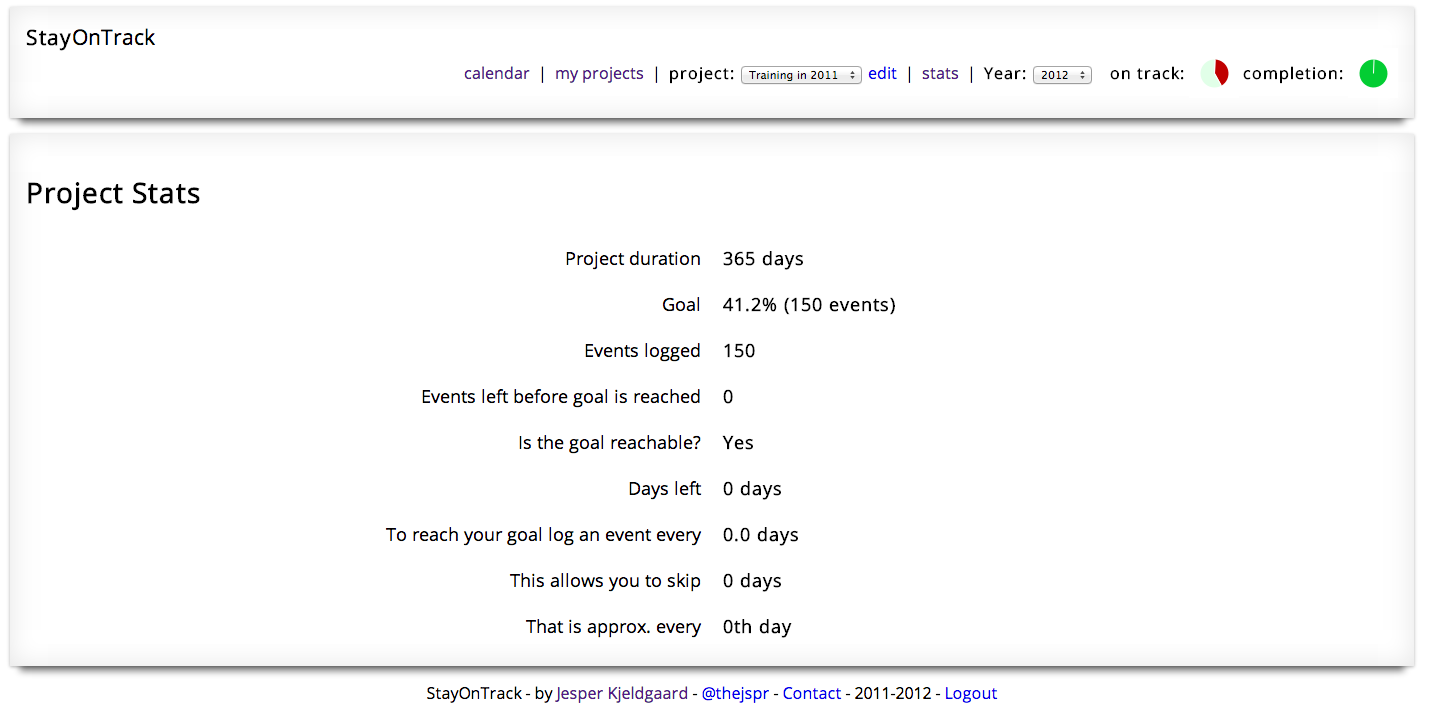 StayOnTrack
calendar | my projects | project: Training in 2011 edit | stats | Year: 2012 on track: completion:
Project Stats
Project duration 365 days
Goal 41.2% (150 events)
Events logged 150
Events left before goal is reached 0
Is the goal reachable? Yes
Days left 0 days
To reach your goal log an event every 0.0 days
This allows you to skip 0 days
That is approx. every 0th day
StayOnTrack - by Jesper Kjeldgaard - @thejspr - Contact - 2011-2012 - Logout